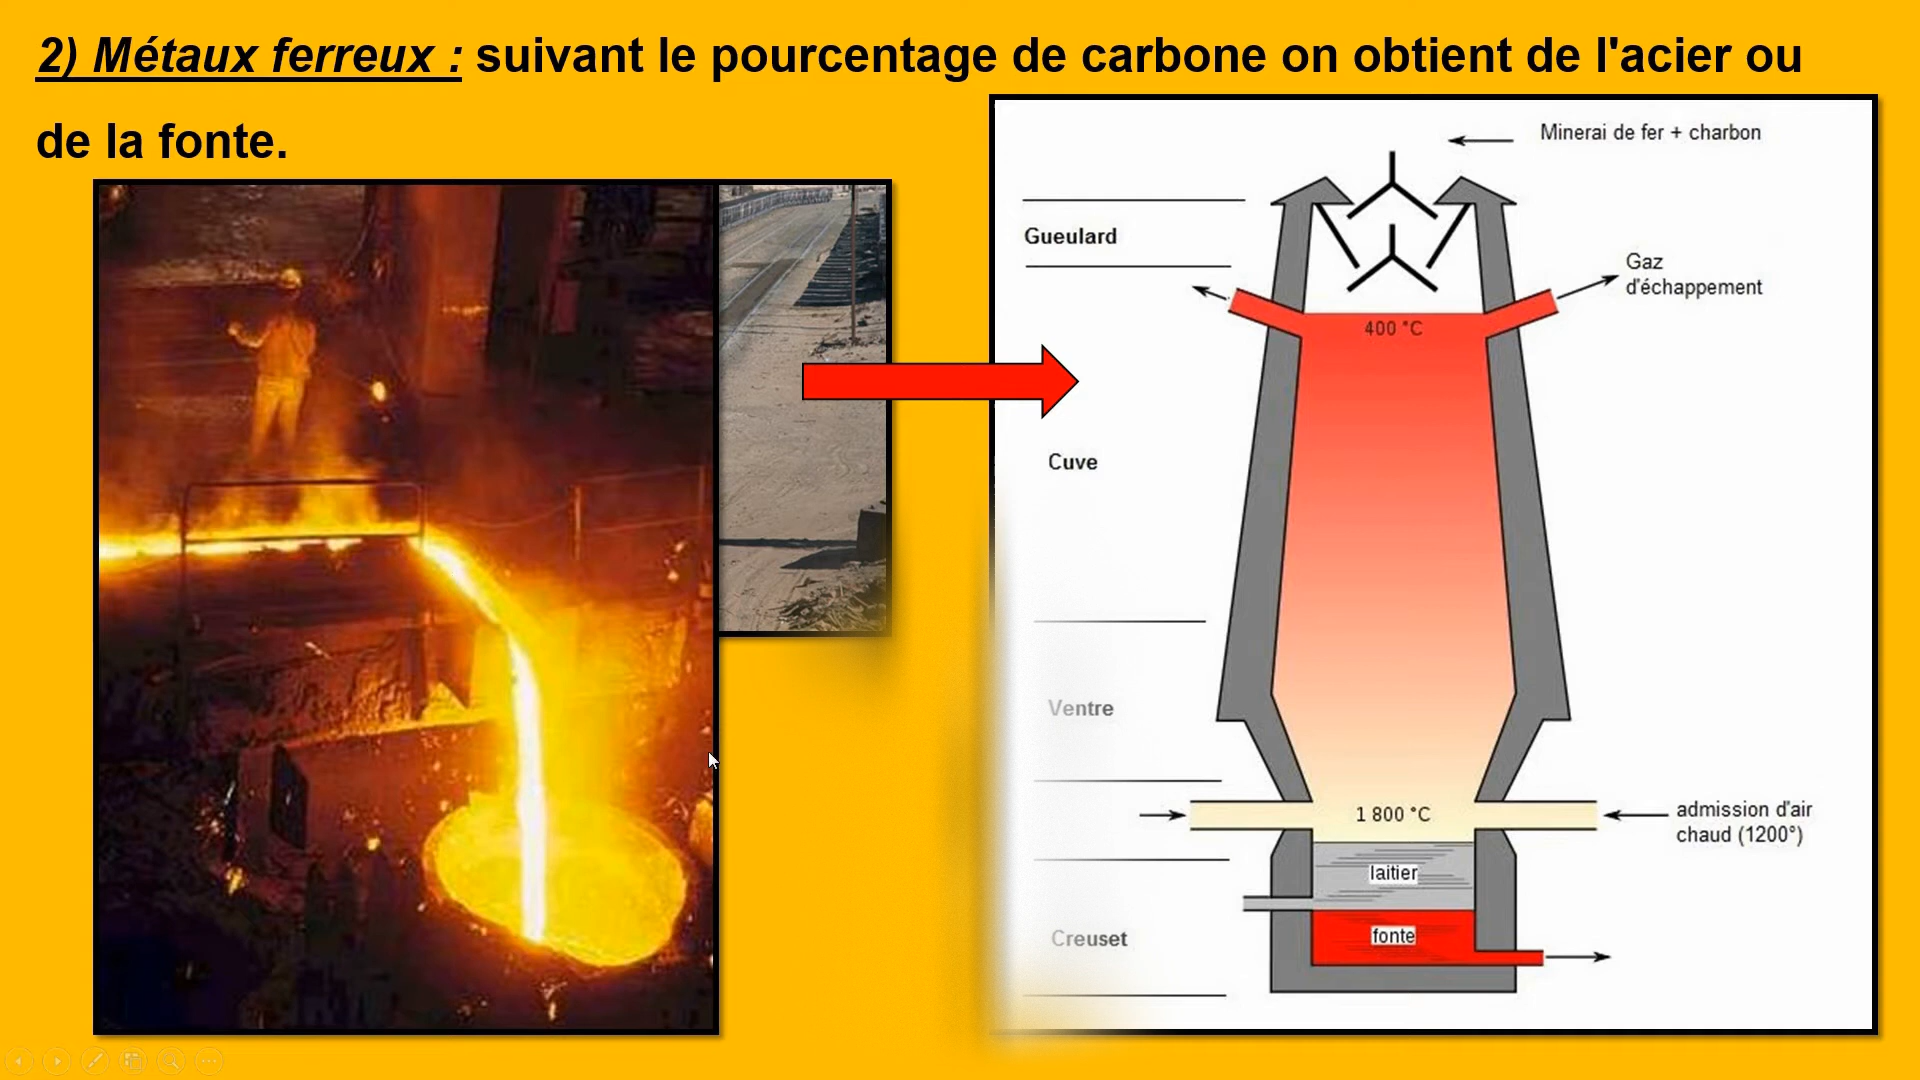 2) Métaux ferreux : suivant le pourcentage de carbone on obtient de l'acier ou
de la fonte.
Minerai de fer + charbon
Gueulard
Gaz
d'échappement
400 °C
Cuve
Ventre
1 800 °C
admission d'air
chaud (1200°)
laitier
fonte
Creuset